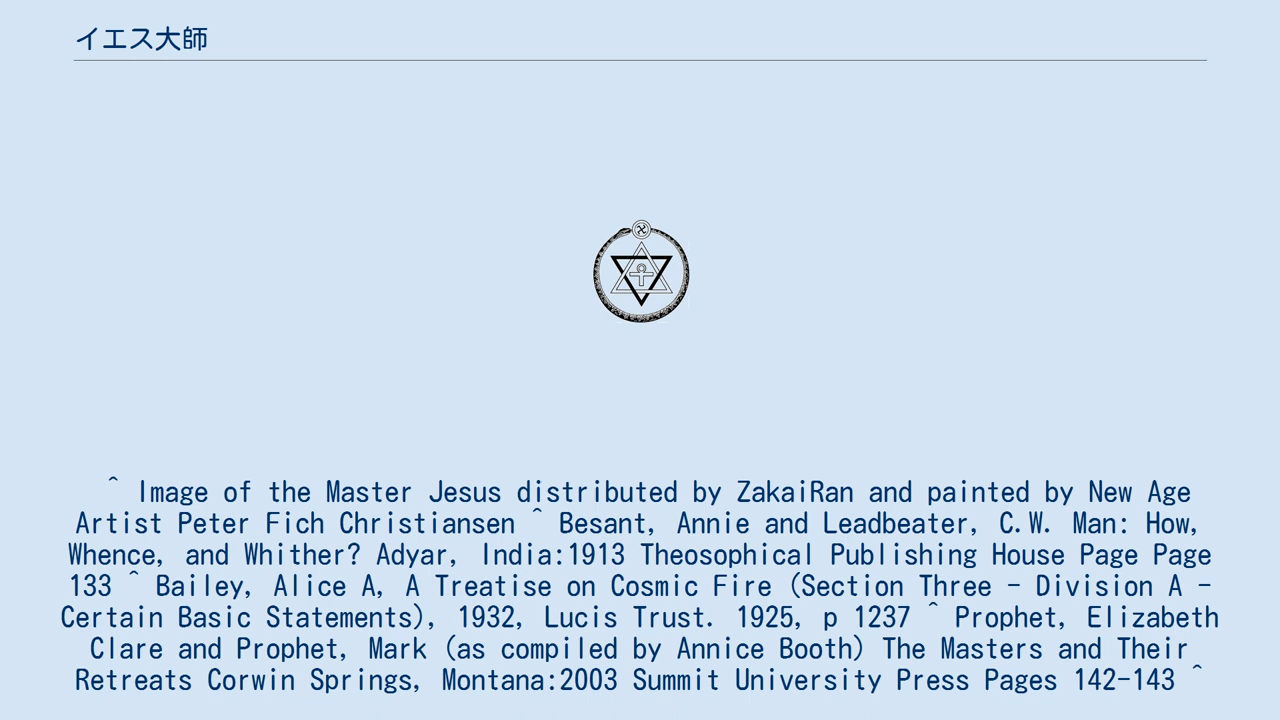 イエス大師
^ Image of the Master Jesus distributed by ZakaiRan and painted by New Age
Artist Peter Fich Christiansen ^ Besant, Annie and Leadbeater, C.W. Man: How,
Whence, and Whither? Adyar, India:1913 Theosophical Publishing House Page Page
133 ^ Bailey, Alice A, A Treatise on Cosmic Fire (Section Three - Division A -
Certain Basic Statements), 1932, Lucis Trust. 1925, p 1237 ^ Prophet, Elizabeth
Clare and Prophet, Mark (as compiled by Annice Booth) The Masters and Their
Retreats Corwin Springs, Montana:2003 Summit University Press Pages 142-143 ^